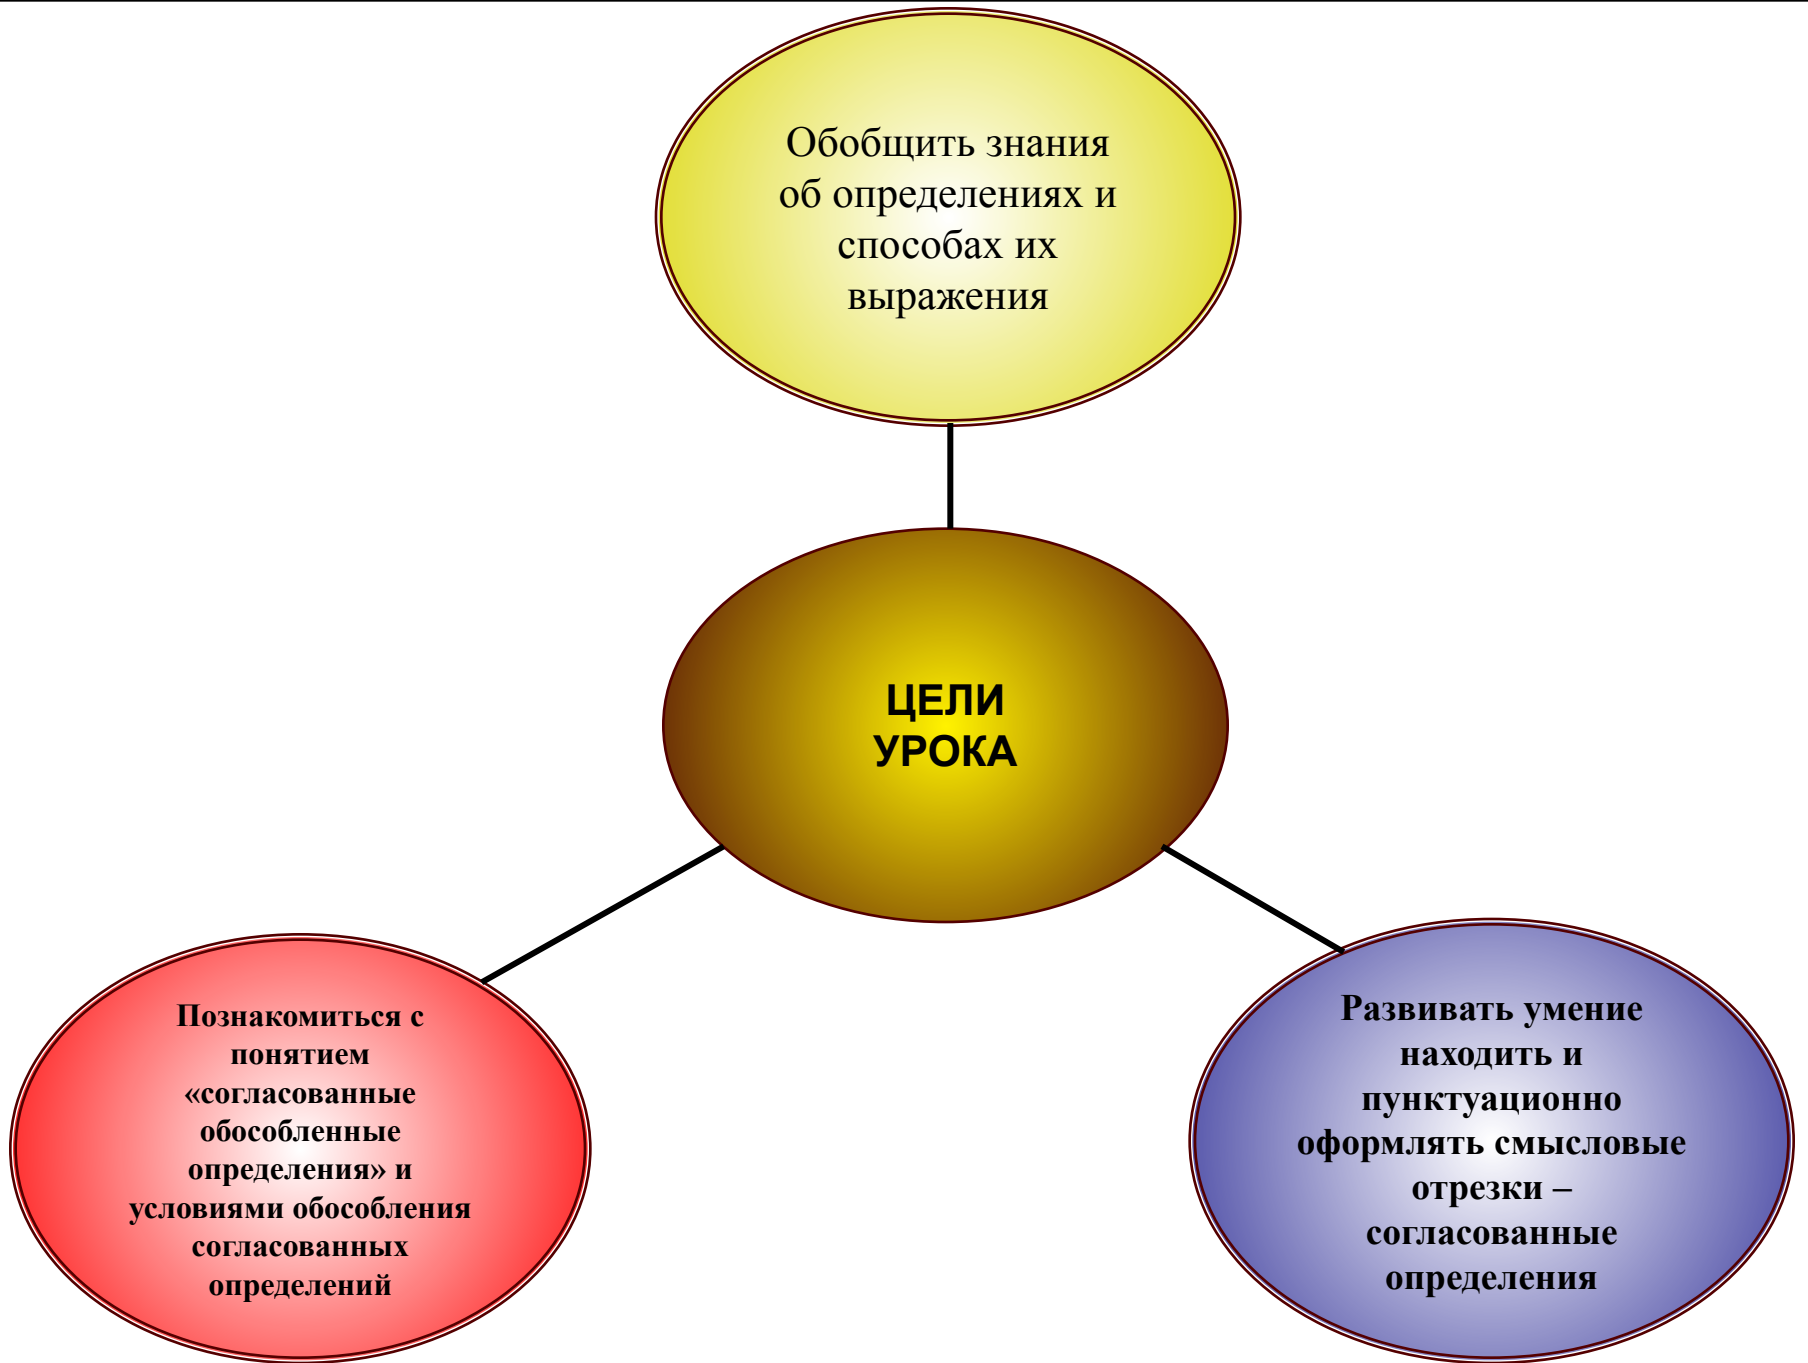 Обобщить знания
об определениях и
способах их
выражения
ЦЕЛИ
УРОКА
Познакомиться с
понятием
«согласованные
обособленные
определения» и
условиями обособления
согласованных
определений
Развивать умение
находить и
пунктуационно
оформлять смысловые
отрезки –
согласованные
определения